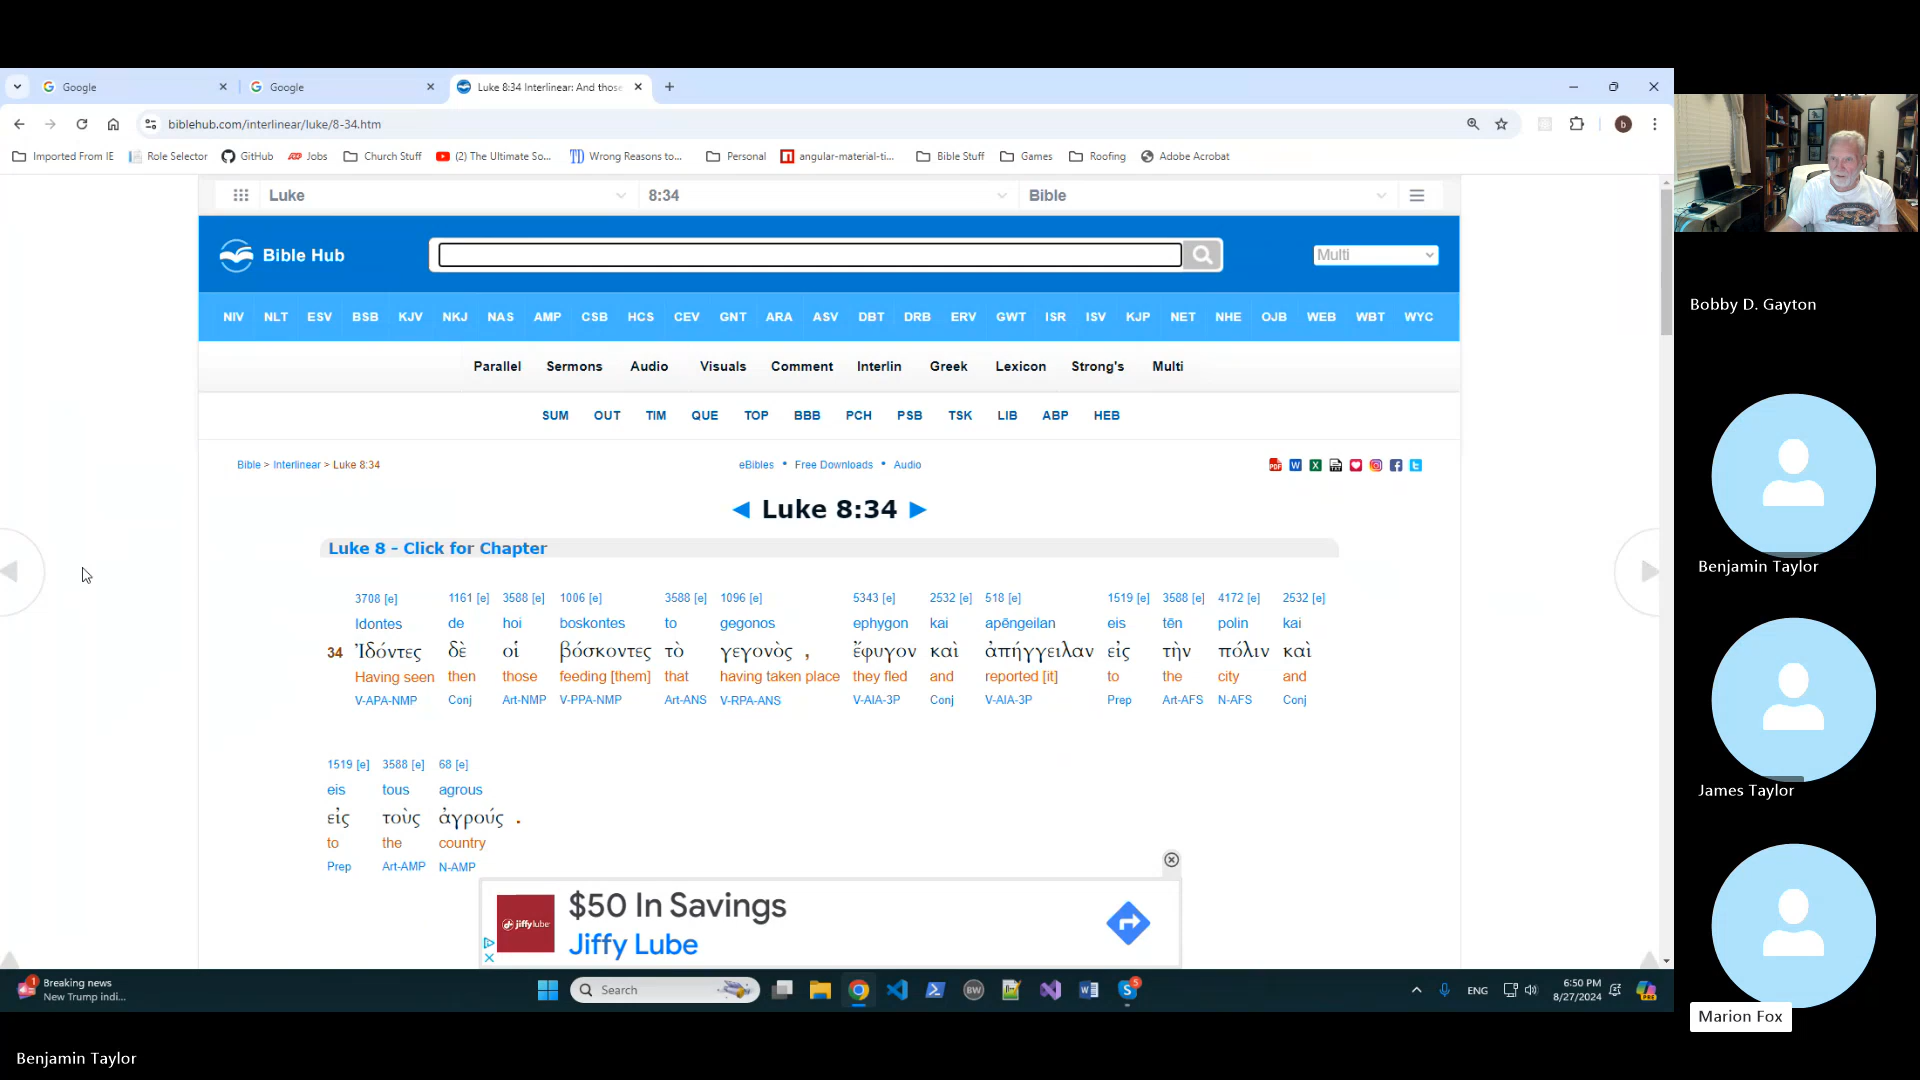 Google
Google
Luke 8:34 Interlinear: And those
biblehub.com/interlinear/luke/8-34.htm
b
Imported From IE
Role Selector
GitHub
Jobs
Church Stuff
(2) The Ultimate So...
Wrong Reasons to...
Personal
angular-material-ti...
Bible Stuff
Games
Roofing
Adobe Acrobat
Luke
8:34
Bible
Bible Hub
Multi
NIV NLT ESV BSB KJV NKJ NAS AMP CSB HCS CEV GNT ARA ASV DBT DRB ERV GWT ISR ISV KJP NET NHE OJB WEB WBT WYC
Parallel Sermons Audio Visuals Comment Interlin Greek Lexicon Strong's Multi
SUM OUT TIM QUE TOP BBB PCH PSB TSK LIB ABP HEB
Bible > Interlinear > Luke 8:34
eBibles • Free Downloads • Audio
◄ Luke 8:34 ►
Luke 8 - Click for Chapter
3708 [e] 1161 [e] 3588 [e] 1006 [e] 3588 [e] 1096 [e] 5343 [e] 2532 [e] 518 [e] 1519 [e] 3588 [e] 4172 [e] 2532 [e]
Idontes de hoi boskontes to gegonos ephygon kai apēngeilan eis tēn polin kai
34 Ἰδόντες δὲ οἱ βόσκοντες τὸ γεγονὸς , ἔφυγον καὶ ἀπήγγειλαν εἰς τὴν πόλιν καὶ
Having seen then those feeding [them] that having taken place they fled and reported [it] to the city and
V-APA-NMP Conj Art-NMP V-PPA-NMP Art-ANS V-RPA-ANS V-AIA-3P Conj V-AIA-3P Prep Art-AFS N-AFS Conj
1519 [e] 3588 [e] 68 [e]
eis tous agrous
εἰς τοὺς ἀγρούς .
to the country
Prep Art-AMP N-AMP
jiffylube
$50 In Savings
Jiffy Lube
1
Breaking news
New Trump indi...
Search
BW
S
5
ENG
6:50 PM
8/27/2024
PRE
Bobby D. Gayton
Benjamin Taylor
James Taylor
Marion Fox
Benjamin Taylor